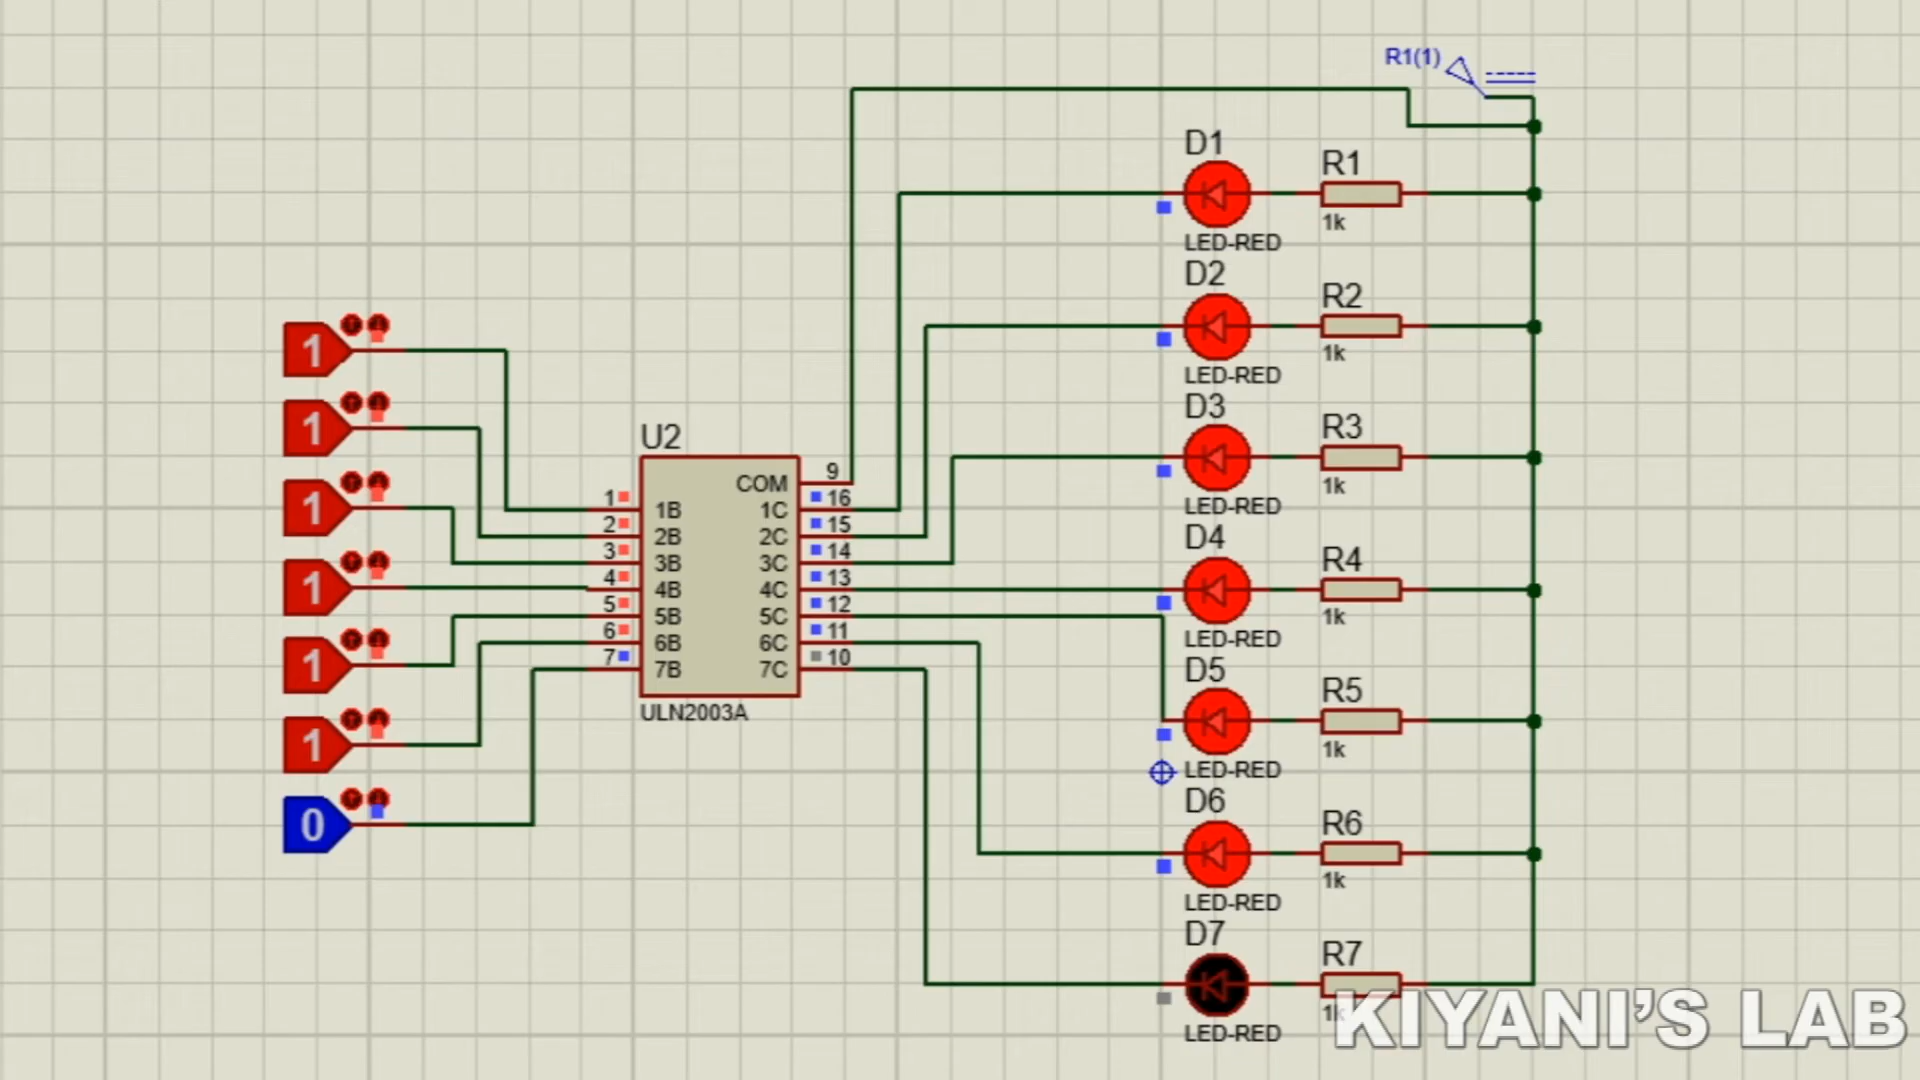 R1(1)
D1
R1
1k
LED-RED
D2
R2
1k
LED-RED
D3
R3
1k
LED-RED
D4
R4
1k
LED-RED
D5
R5
1k
LED-RED
D6
R6
1k
LED-RED
D7
R7
1k
LED-RED
1
1
1
1
1
1
0
U2
COM 9
1 1B 1C 16
2 2B 2C 15
3 3B 3C 14
4 4B 4C 13
5 5B 5C 12
6 6B 6C 11
7 7B 7C 10
ULN2003A
KIYANI'S LAB